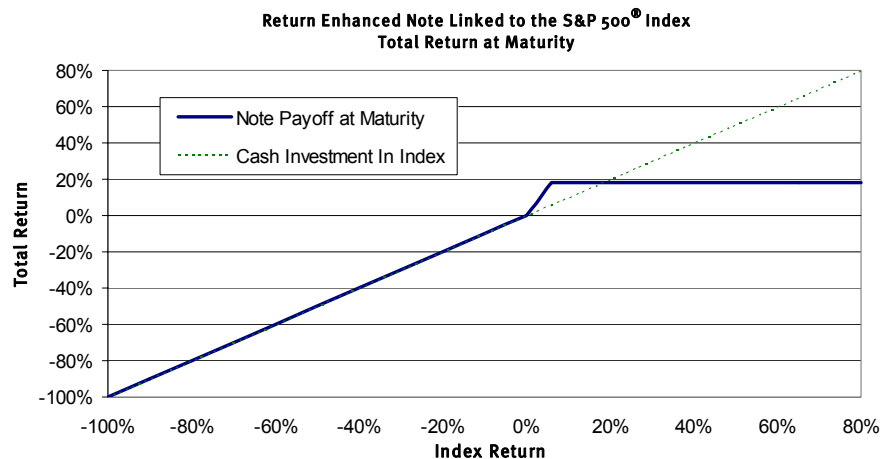 Return Enhanced Note Linked to the S&P 500® Index
Total Return at Maturity
80%
60%
40%
20%
0%
-20%
-40%
-60%
-80%
-100%
Total Return
Note Payoff at Maturity
Cash Investment In Index
-100% -80% -60% -40% -20% 0% 20% 40% 60% 80%
Index Return